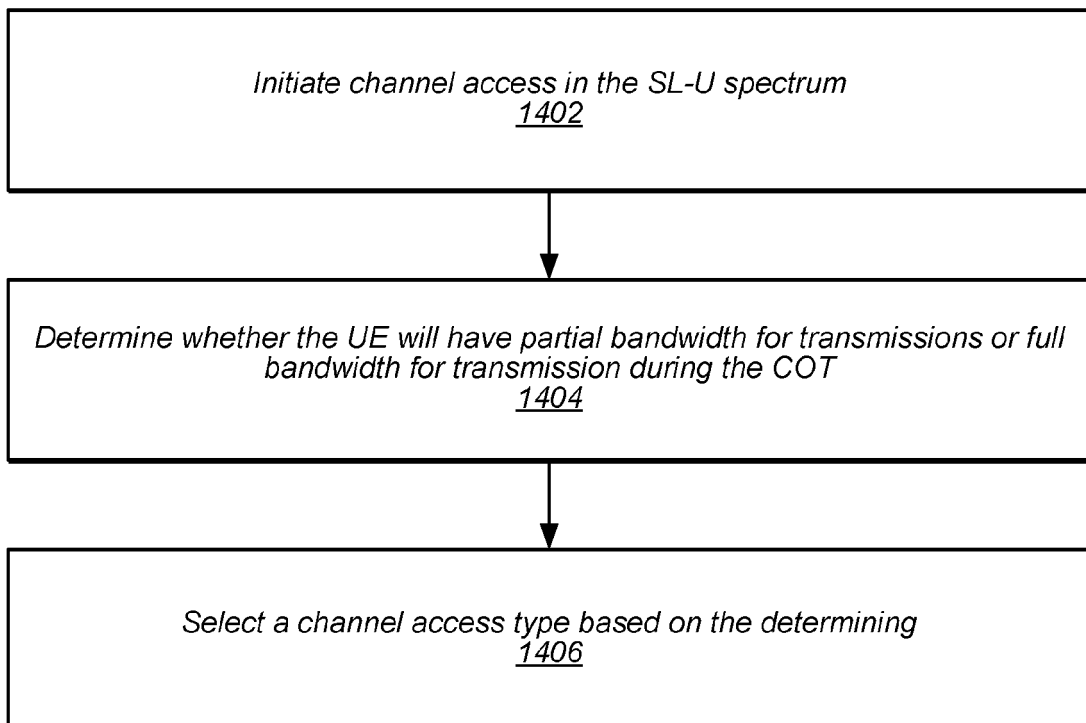 Initiate channel access in the SL-U spectrum
1402
Determine whether the UE will have partial bandwidth for transmissions or full
bandwidth for transmission during the COT
1404
Select a channel access type based on the determining
1406